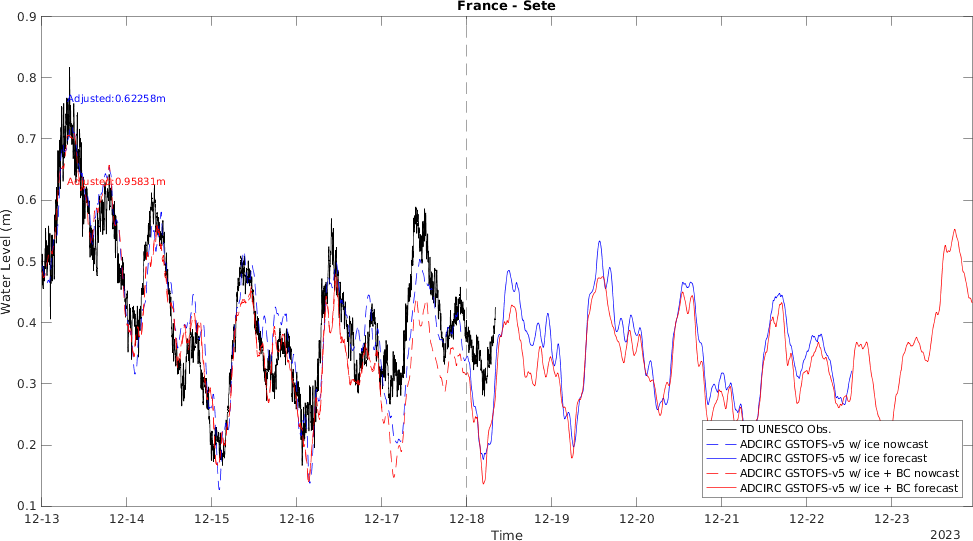 France - Sete
Water Level (m)
0.9
0.8
0.7
0.6
0.5
0.4
0.3
0.2
0.1
Adjusted:0.62258m
Adjusted:0.95831m
TD UNESCO Obs.
ADCIRC GSTOFS-v5 w/ ice nowcast
ADCIRC GSTOFS-v5 w/ ice forecast
ADCIRC GSTOFS-v5 w/ ice + BC nowcast
ADCIRC GSTOFS-v5 w/ ice + BC forecast
12-13 12-14 12-15 12-16 12-17 12-18 12-19 12-20 12-21 12-22 12-23
Time
2023